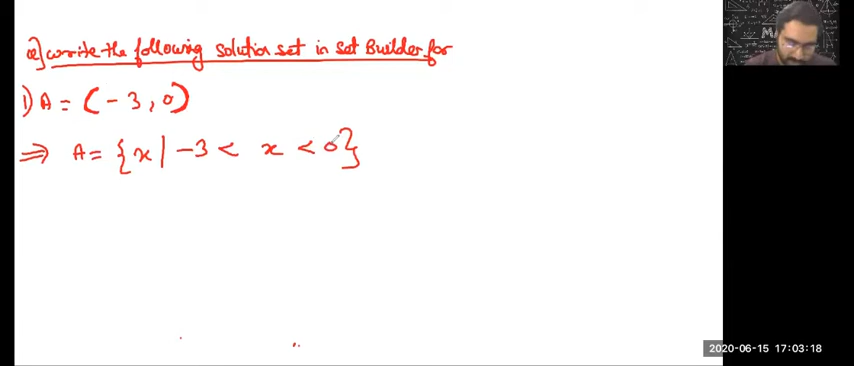 Q] Write the following solution set in set Builder for
1) A = (-3, 0)
⇒ A = {x | -3 < x < 0}
2020-06-15 17:03:18